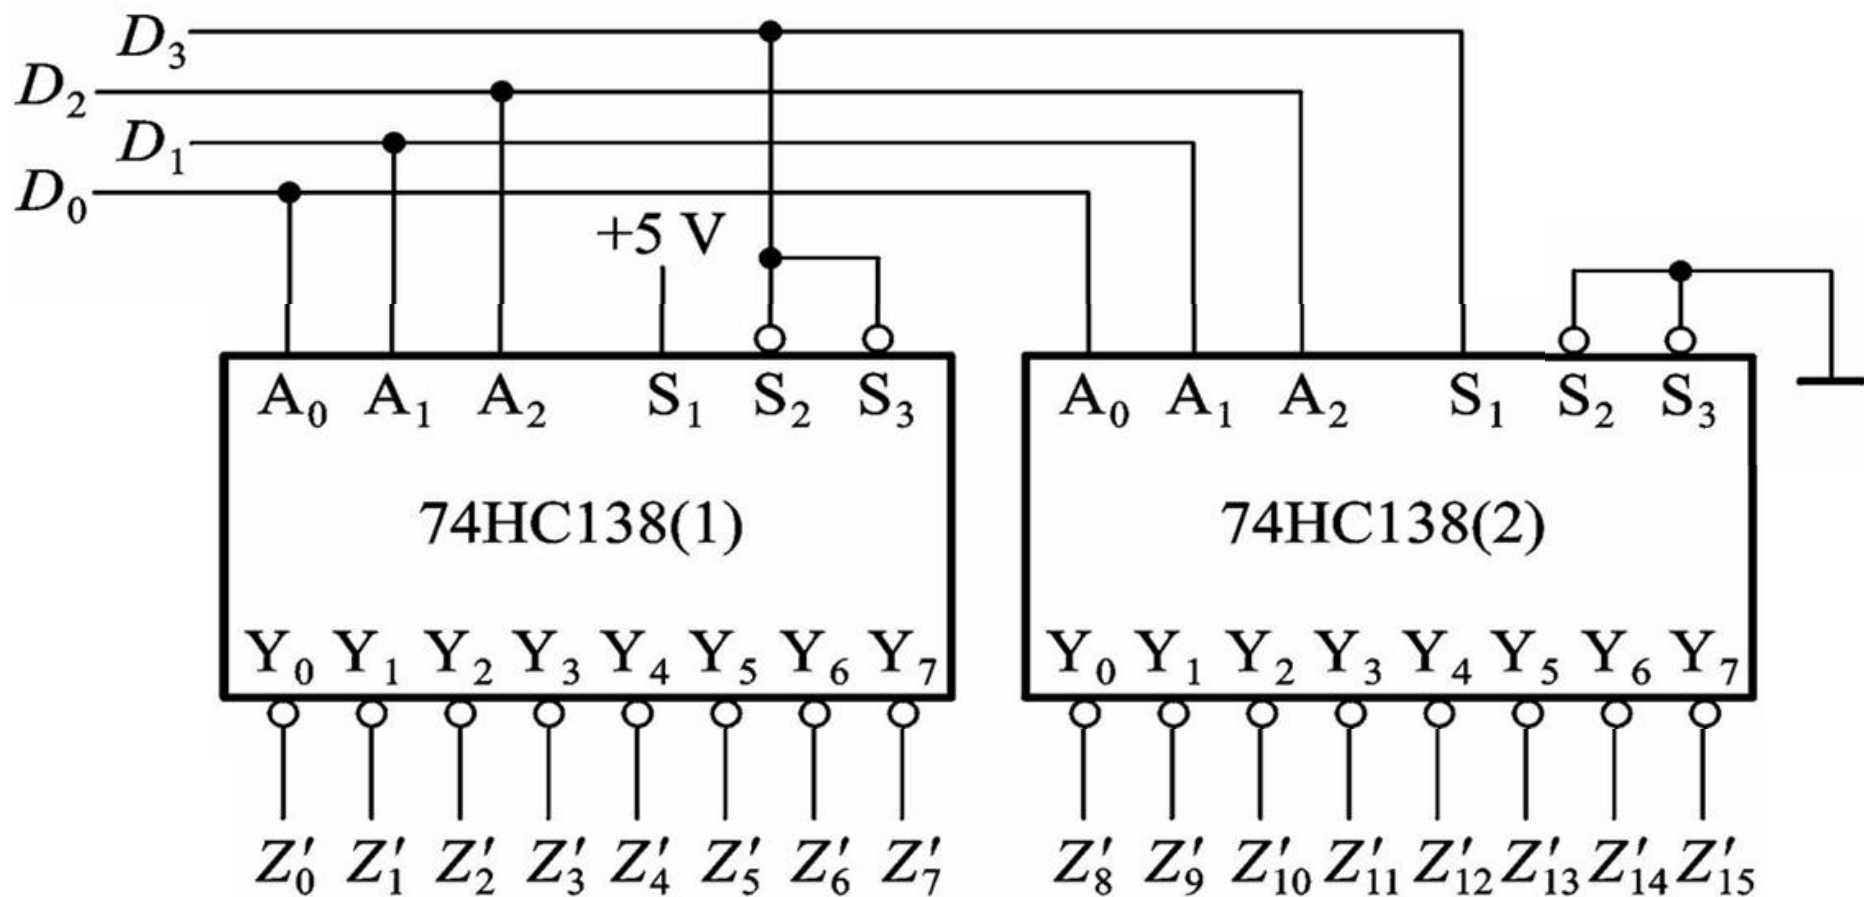 D₃
D₂
D₁
D₀
+5 V
A₀ A₁ A₂ S₁ S₂ S₃
A₀ A₁ A₂ S₁ S₂ S₃
74HC138(1)
74HC138(2)
Y₀ Y₁ Y₂ Y₃ Y₄ Y₅ Y₆ Y₇
Y₀ Y₁ Y₂ Y₃ Y₄ Y₅ Y₆ Y₇
Z′₀ Z′₁ Z′₂ Z′₃ Z′₄ Z′₅ Z′₆ Z′₇
Z′₈ Z′₉ Z′₁₀ Z′₁₁ Z′₁₂ Z′₁₃ Z′₁₄ Z′₁₅